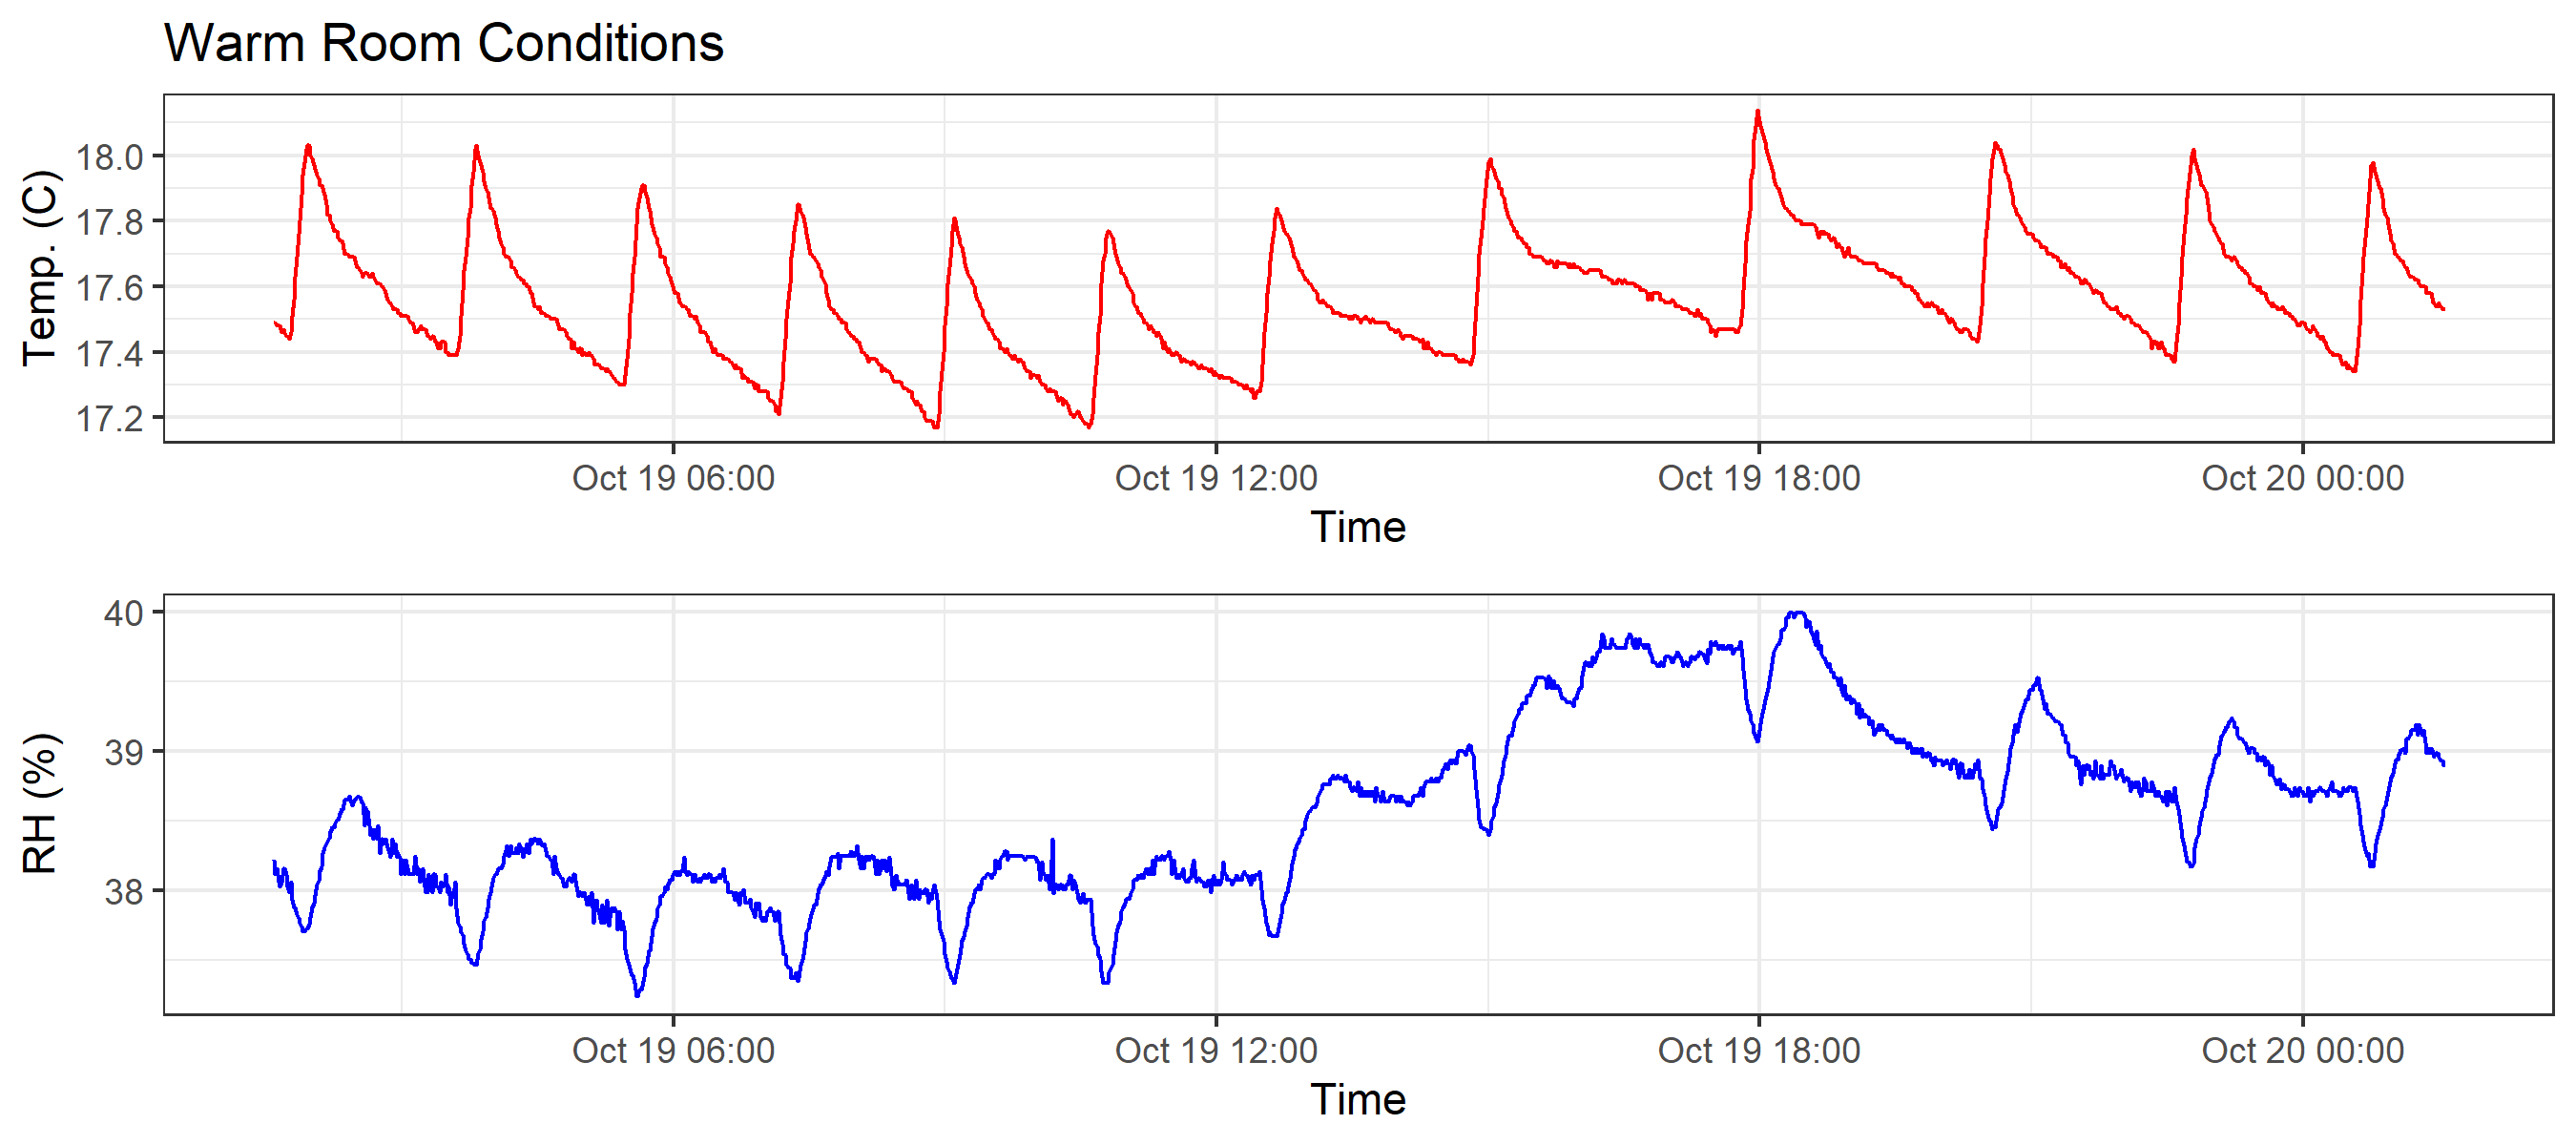 Warm Room Conditions
Temp. (C)
18.0
17.8
17.6
17.4
17.2
Oct 19 06:00 Oct 19 12:00 Oct 19 18:00 Oct 20 00:00
Time
RH (%)
40
39
38
Oct 19 06:00 Oct 19 12:00 Oct 19 18:00 Oct 20 00:00
Time